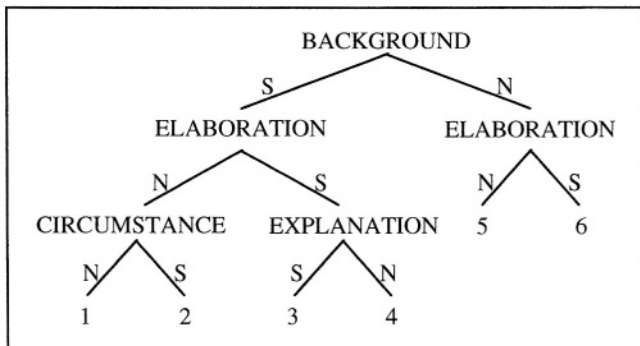 BACKGROUND
S N
ELABORATION ELABORATION
N S N S
CIRCUMSTANCE EXPLANATION 5 6
N S S N
1 2 3 4